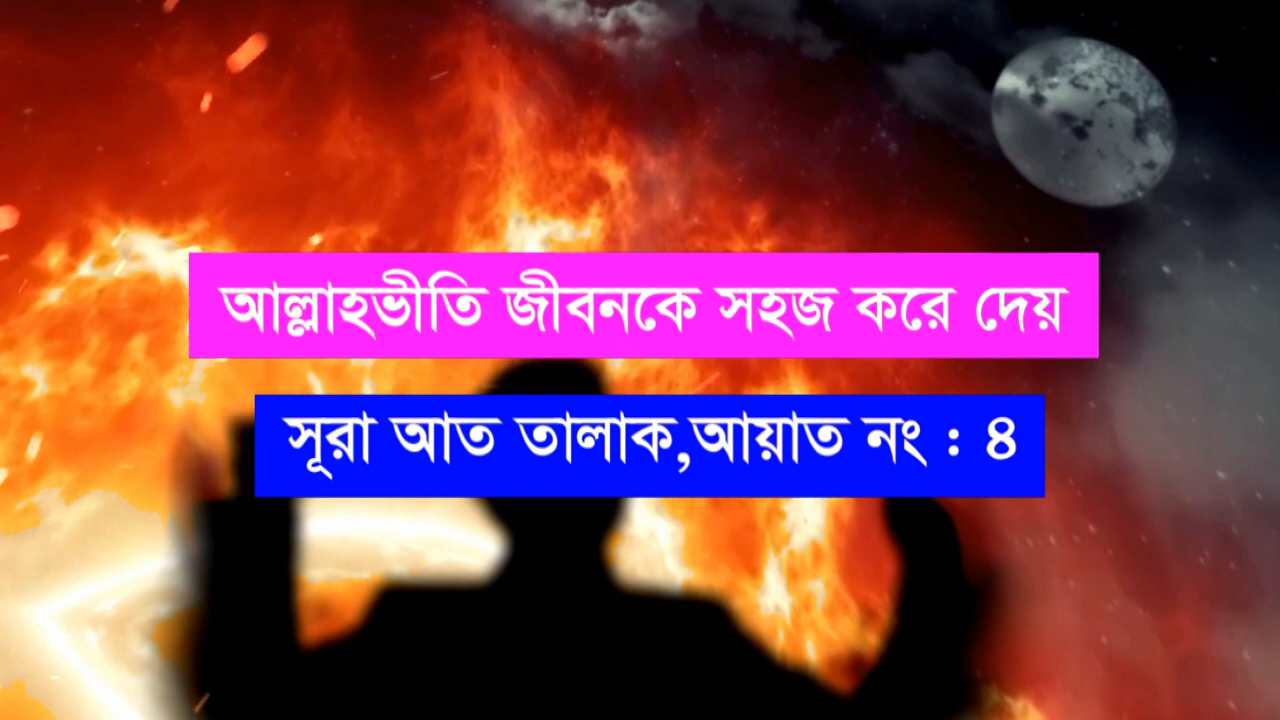 আল্লাহভীতি জীবনকে সহজ করে দেয়
সূরা আত তালাক,আয়াত নং : ৪